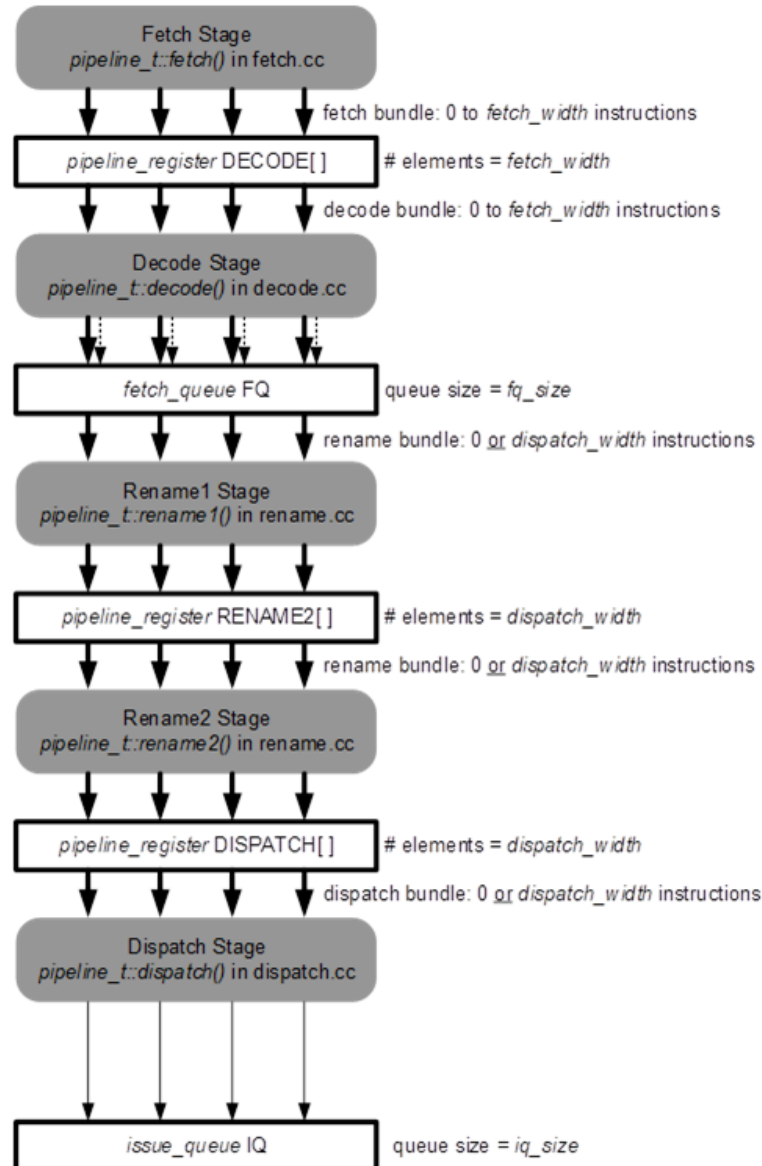 Fetch Stage
pipeline_t::fetch() in fetch.cc
fetch bundle: 0 to fetch_width instructions
pipeline_register DECODE[ ]
# elements = fetch_width
decode bundle: 0 to fetch_width instructions
Decode Stage
pipeline_t::decode() in decode.cc
fetch_queue FQ
queue size = fq_size
rename bundle: 0 or dispatch_width instructions
Rename1 Stage
pipeline_t::rename1() in rename.cc
pipeline_register RENAME2[ ]
# elements = dispatch_width
rename bundle: 0 or dispatch_width instructions
Rename2 Stage
pipeline_t::rename2() in rename.cc
pipeline_register DISPATCH[ ]
# elements = dispatch_width
dispatch bundle: 0 or dispatch_width instructions
Dispatch Stage
pipeline_t::dispatch() in dispatch.cc
issue_queue IQ
queue size = iq_size